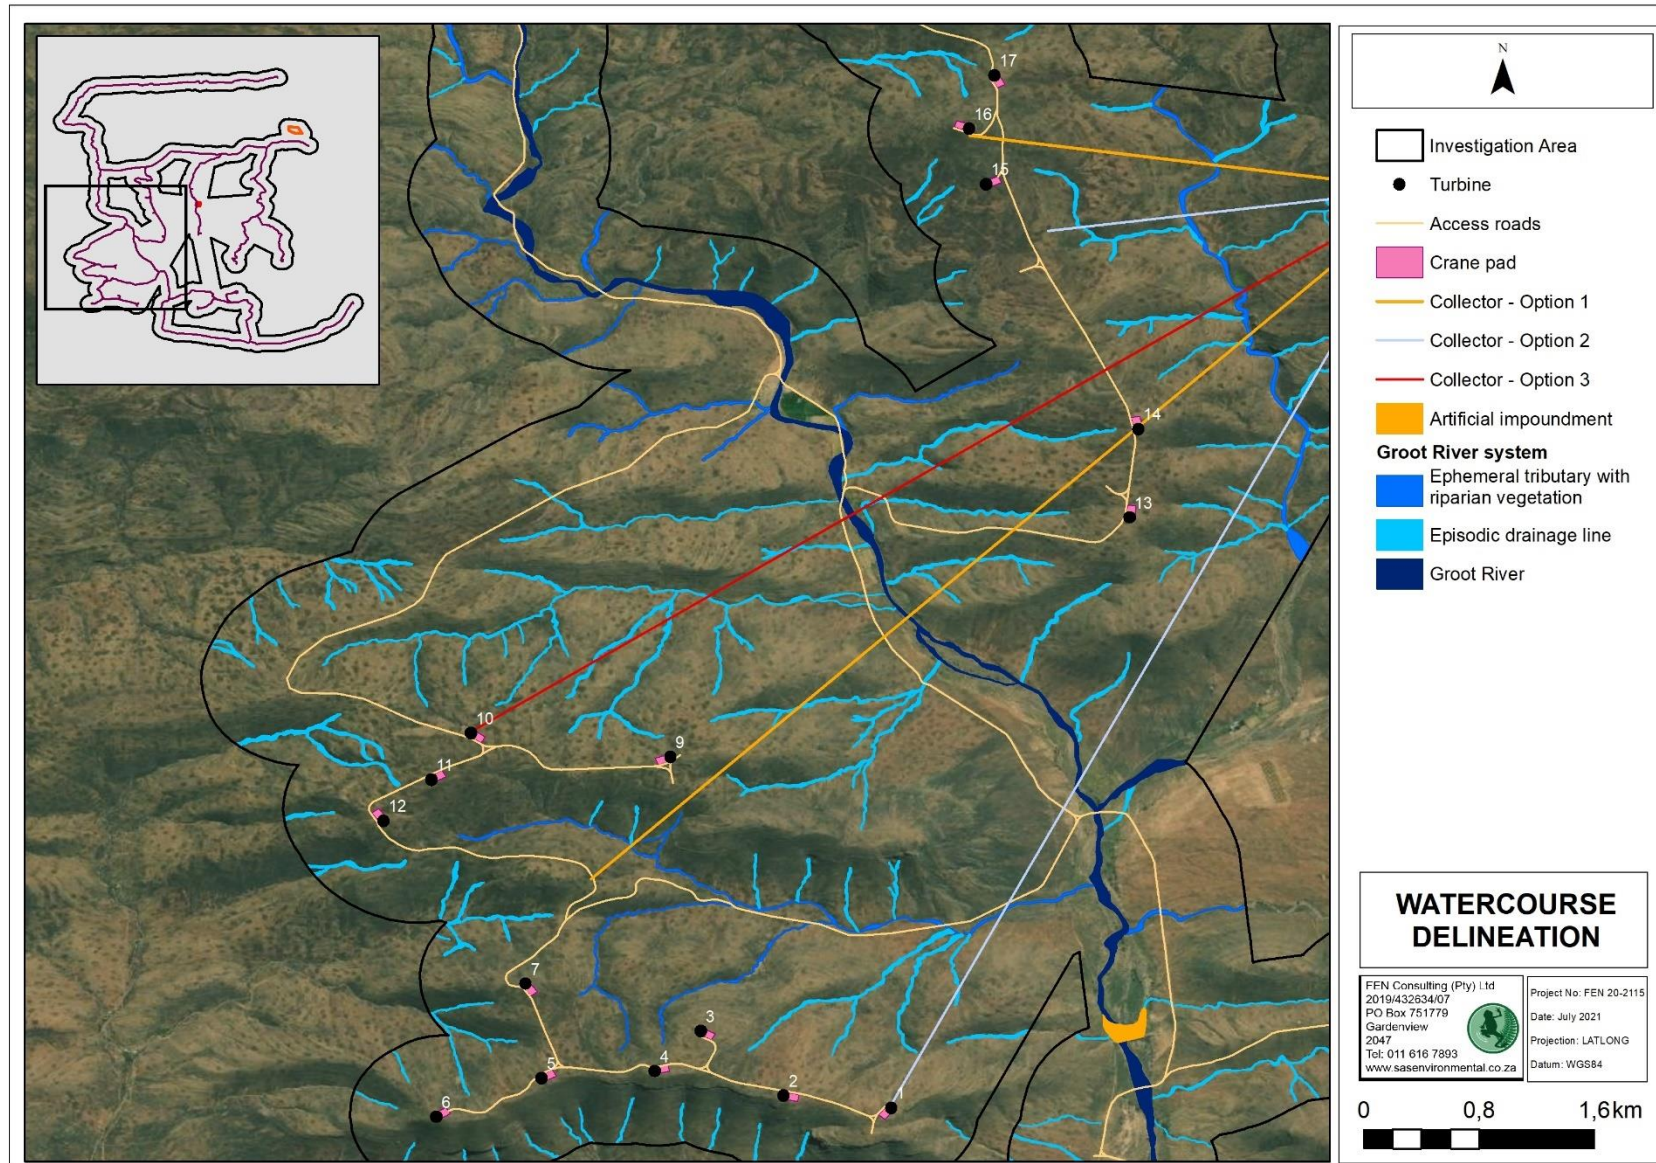 17
16
15
14
13
10
9
11
12
7
3
4
5
2
1
6
N
Investigation Area
Turbine
Access roads
Crane pad
Collector - Option 1
Collector - Option 2
Collector - Option 3
Artificial impoundment
Groot River system
Ephemeral tributary with
riparian vegetation
Episodic drainage line
Groot River
WATERCOURSE
DELINEATION
FEN Consulting (Pty) Ltd
2019/432634/07
PO Box 751779
Gardenview
2047
Tel: 011 616 7893
www.sasenvironmental.co.za
Project No: FEN 20-2115
Date: July 2021
Projection: LATLONG
Datum: WGS84
0 0,8 1,6 km